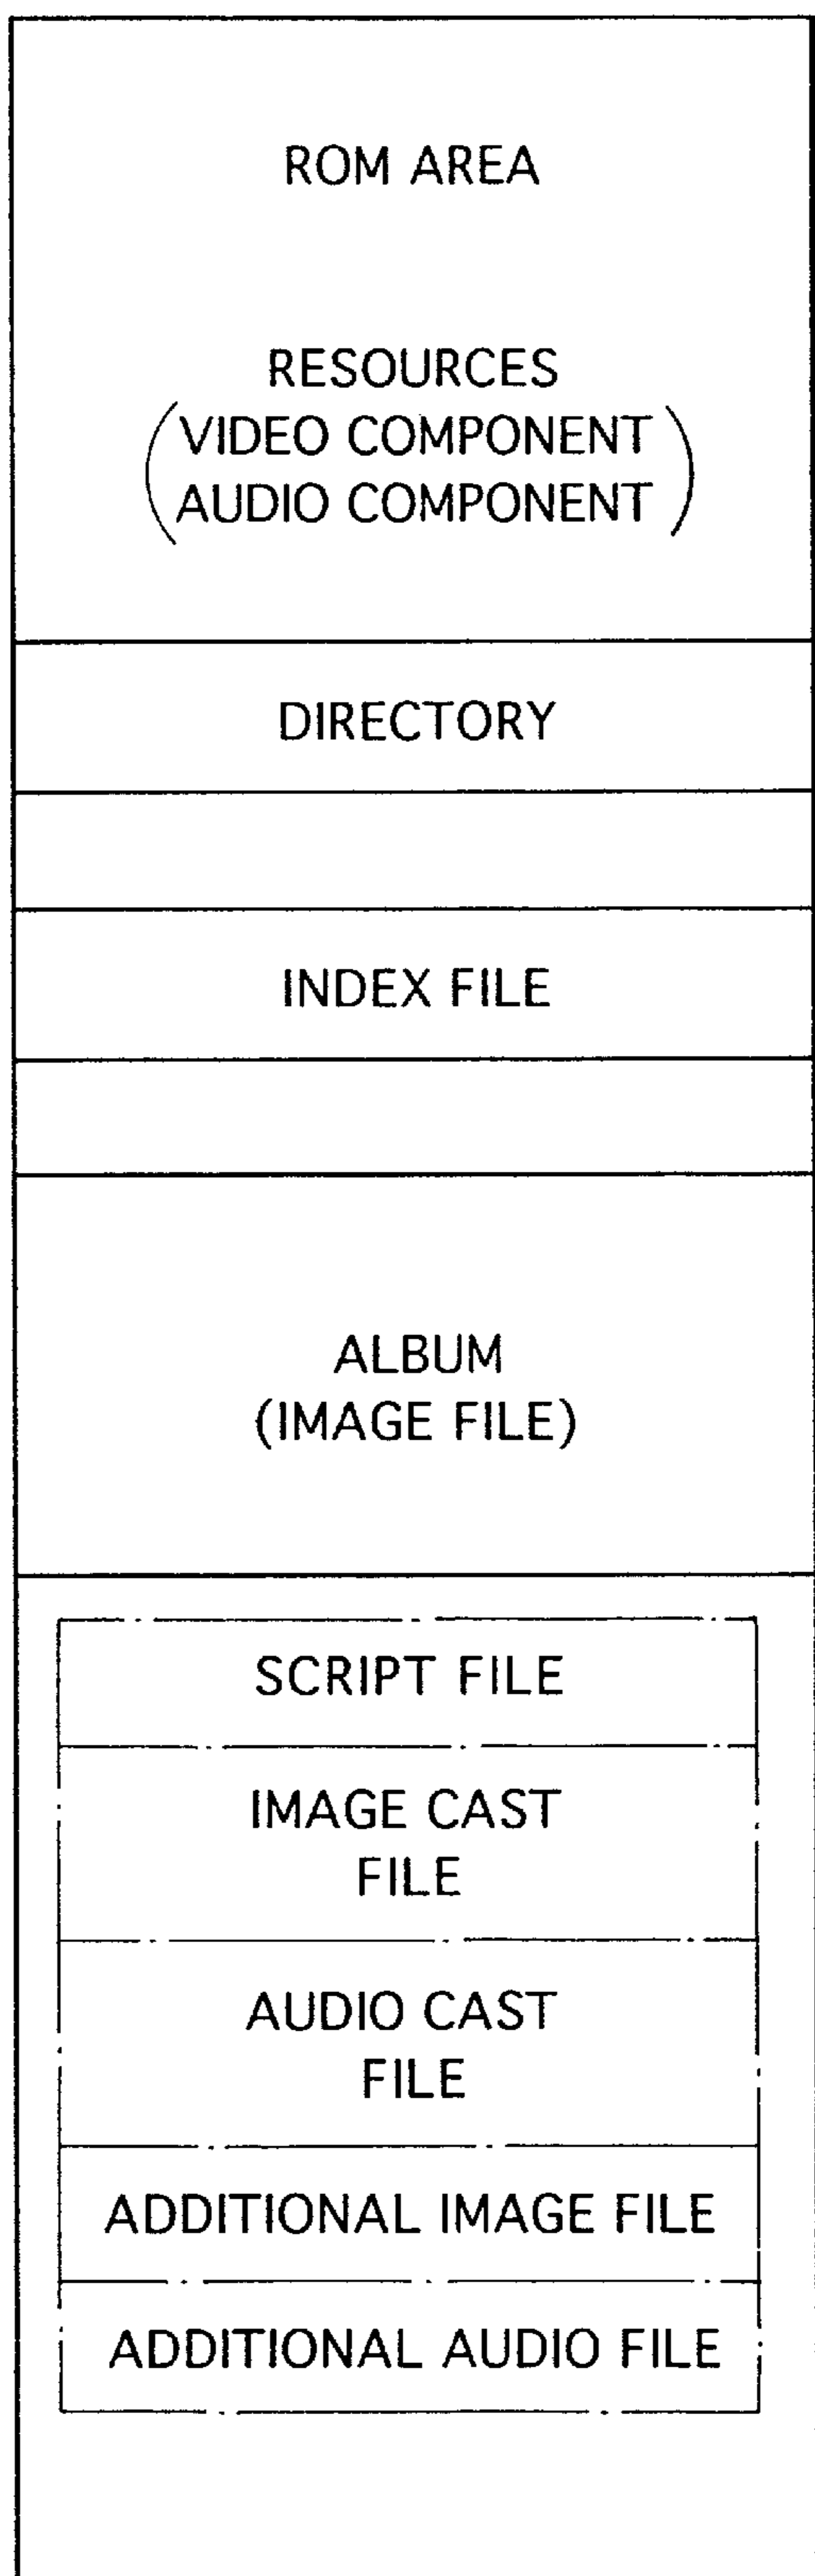 ROM AREA
RESOURCES
(VIDEO COMPONENT
AUDIO COMPONENT)
DIRECTORY
INDEX FILE
ALBUM
(IMAGE FILE)
SCRIPT FILE
IMAGE CAST
FILE
AUDIO CAST
FILE
ADDITIONAL IMAGE FILE
ADDITIONAL AUDIO FILE